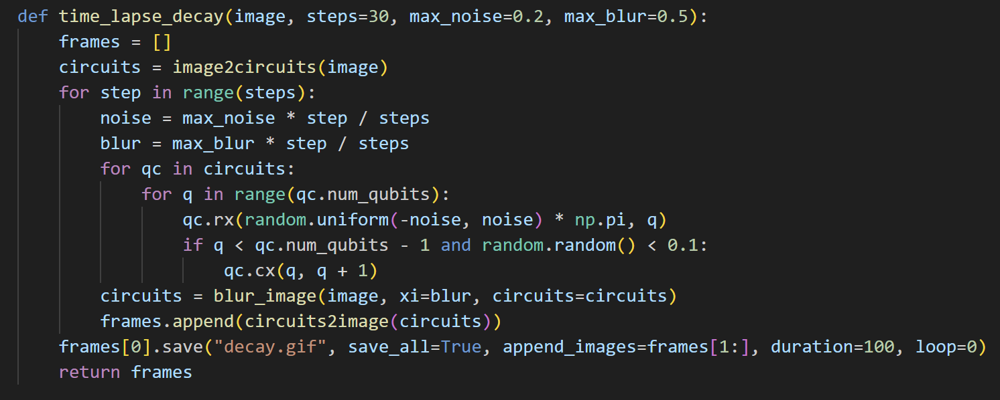 def time_lapse_decay(image, steps=30, max_noise=0.2, max_blur=0.5):
    frames = []
    circuits = image2circuits(image)
    for step in range(steps):
        noise = max_noise * step / steps
        blur = max_blur * step / steps
        for qc in circuits:
            for q in range(qc.num_qubits):
                qc.rx(random.uniform(-noise, noise) * np.pi, q)
                if q < qc.num_qubits - 1 and random.random() < 0.1:
                    qc.cx(q, q + 1)
        circuits = blur_image(image, xi=blur, circuits=circuits)
        frames.append(circuits2image(circuits))
    frames[0].save("decay.gif", save_all=True, append_images=frames[1:], duration=100, loop=0)
    return frames